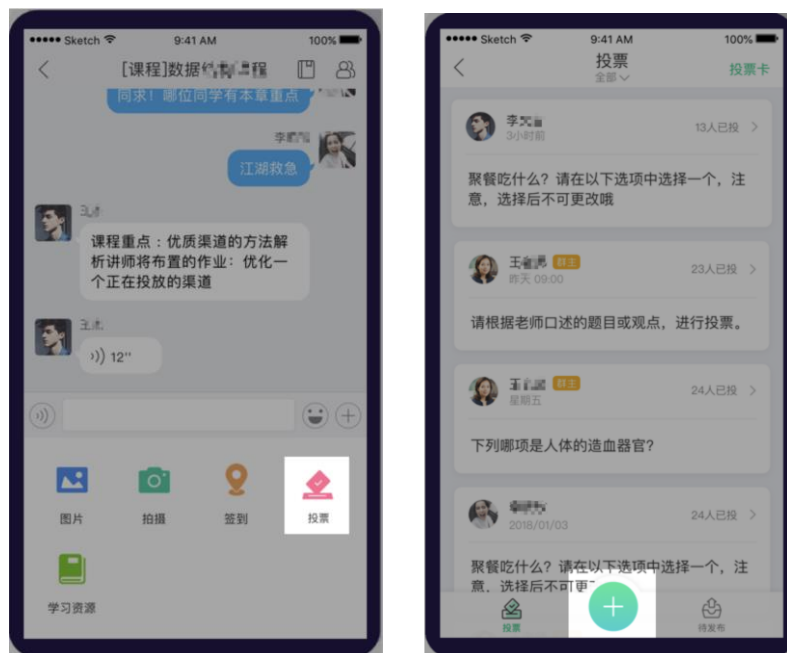 Sketch 9:41 AM 100%
[课程]数据
同求！哪位同学有本章重点
李
江湖救急
课程重点：优质渠道的方法解
析讲师将布置的作业：优化一
个正在投放的渠道
12''
图片
拍摄
签到
投票
学习资源
Sketch 9:41 AM 100%
投票
全部
投票卡
李
3小时前
13人已投
聚餐吃什么？请在以下选项中选择一个，注
意，选择后不可更改哦
王
群主
昨天 09:00
23人已投
请根据老师口述的题目或观点，进行投票。
群主
星期五
24人已投
下列哪项是人体的造血器官？
2018/01/03
24人已投
聚餐吃什么？请在以下选项中选择一个，注
意，选择后不可更
投票
待发布